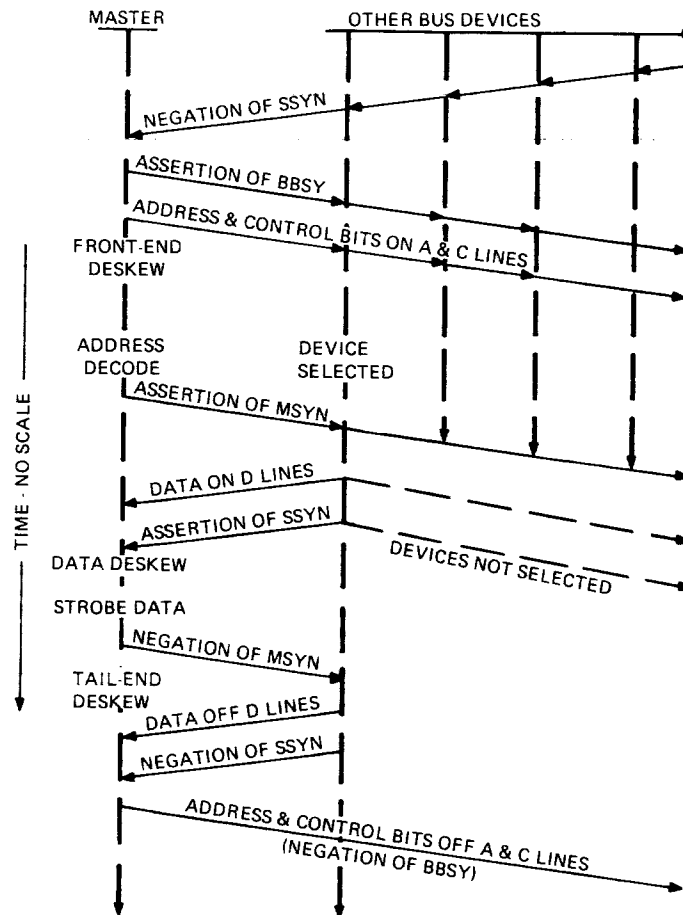 MASTER
OTHER BUS DEVICES
NEGATION OF SSYN
ASSERTION OF BBSY
ADDRESS & CONTROL BITS ON A & C LINES
FRONT-END
DESKEW
ADDRESS
DECODE
DEVICE
SELECTED
ASSERTION OF MSYN
TIME - NO SCALE
DATA ON D LINES
ASSERTION OF SSYN
DEVICES NOT SELECTED
DATA DESKEW
STROBE DATA
NEGATION OF MSYN
TAIL-END
DESKEW
DATA OFF D LINES
NEGATION OF SSYN
ADDRESS & CONTROL BITS OFF A & C LINES
(NEGATION OF BBSY)